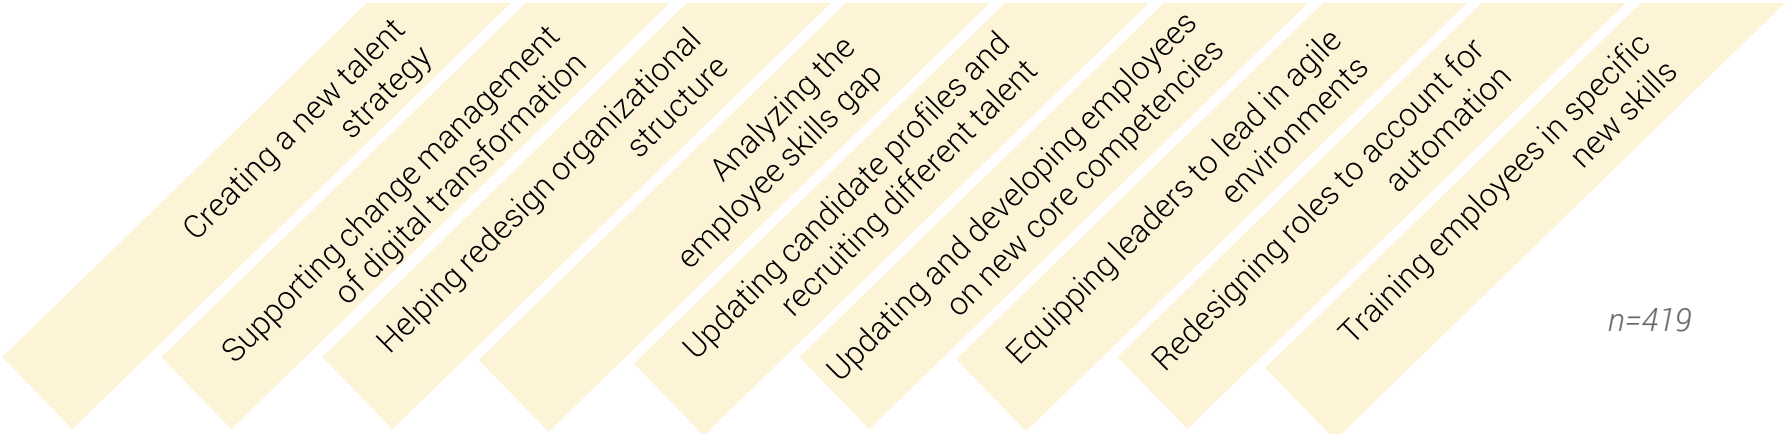 Creating a new talent
strategy
Supporting change management
of digital transformation
Helping redesign organizational
structure
Analyzing the
employee skills gap
Updating candidate profiles and
recruiting different talent
Updating and developing employees
on new core competencies
Equipping leaders to lead in agile
environments
Redesigning roles to account for
automation
Training employees in specific
new skills
n=419